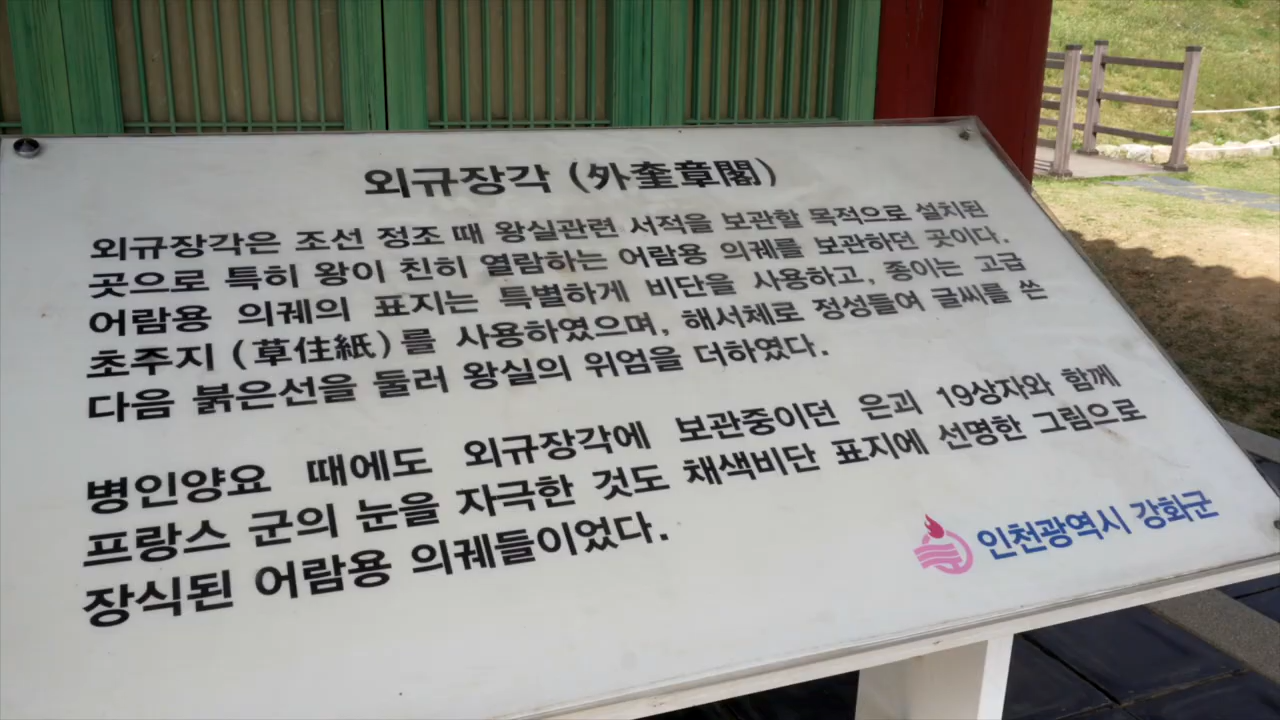 외규장각 (外奎章閣)
외규장각은 조선 정조 때 왕실관련 서적을 보관할 목적으로 설치된
곳으로 특히 왕이 친히 열람하는 어람용 의궤를 보관하던 곳이다.
어람용 의궤의 표지는 특별하게 비단을 사용하고, 종이는 고급
초주지 (草住紙)를 사용하였으며, 해서체로 정성들여 글씨를 쓴
다음 붉은선을 둘러 왕실의 위엄을 더하였다.
병인양요 때에도 외규장각에 보관중이던 은괴 19상자와 함께
프랑스 군의 눈을 자극한 것도 채색비단 표지에 선명한 그림으로
장식된 어람용 의궤들이었다.
인천광역시 강화군